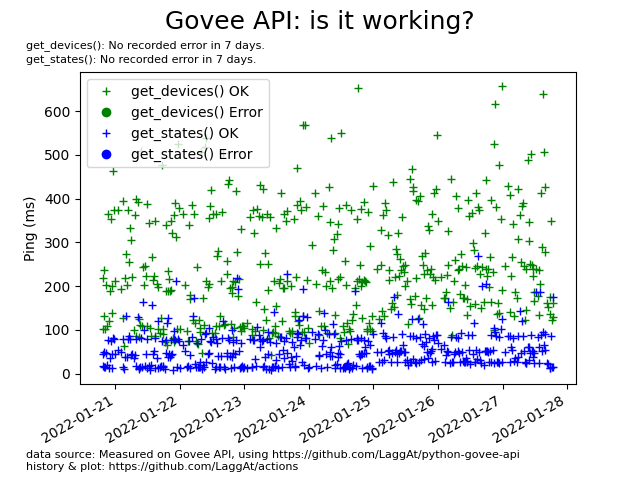 Govee API: is it working?
get_devices(): No recorded error in 7 days.
get_states(): No recorded error in 7 days.
get_devices() OK
get_devices() Error
get_states() OK
get_states() Error
Ping (ms)
600
500
400
300
200
100
0
2022-01-21
2022-01-22
2022-01-23
2022-01-24
2022-01-25
2022-01-26
2022-01-27
2022-01-28
data source: Measured on Govee API, using https://github.com/LaggAt/python-govee-api
history & plot: https://github.com/LaggAt/actions